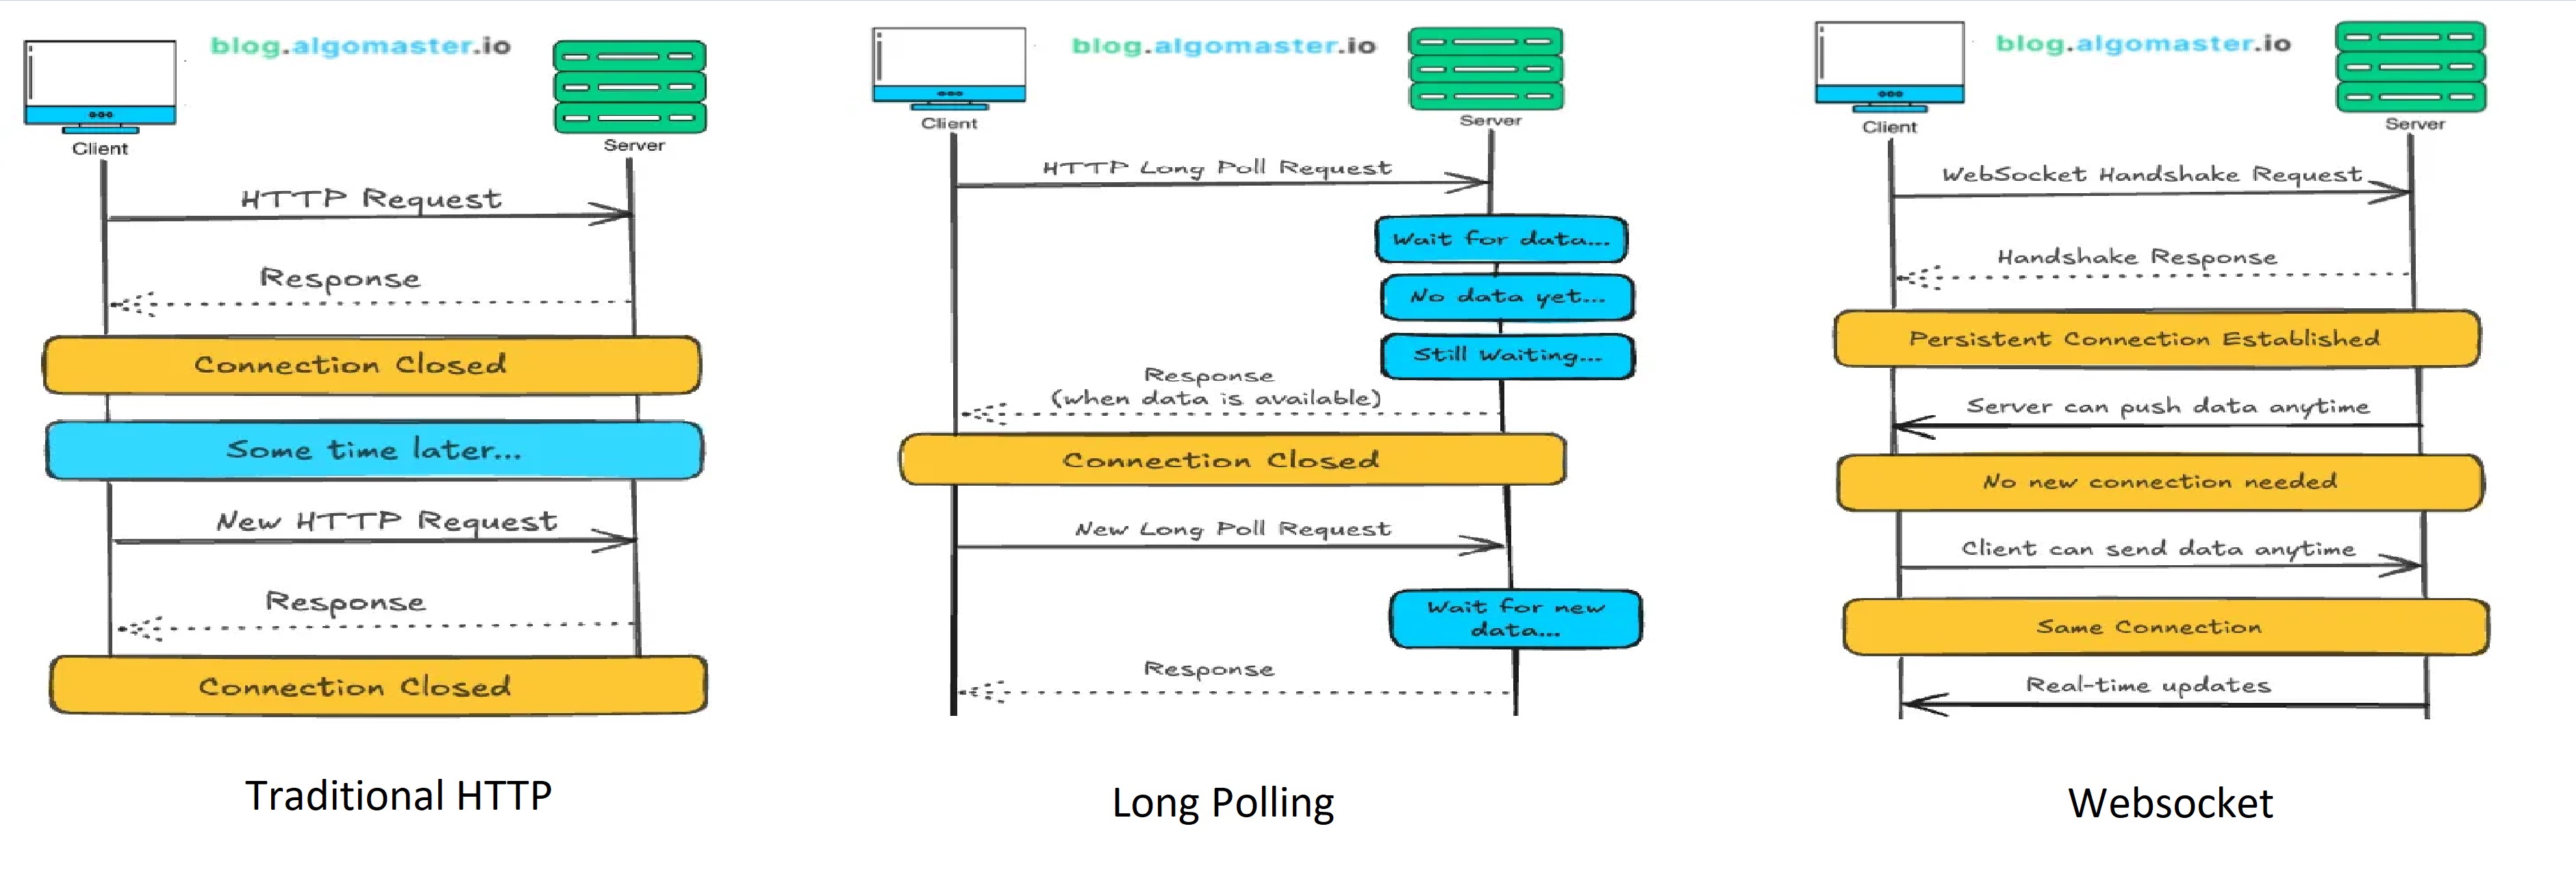 blog.algomaster.io
Client
Server
HTTP Request
Response
Connection Closed
Some time later...
New HTTP Request
Response
Connection Closed
Traditional HTTP
blog.algomaster.io
Client
Server
HTTP Long Poll Request
Wait for data...
No data yet...
Still Waiting...
Response
(when data is available)
Connection Closed
New Long Poll Request
Wait for new
data...
Response
Long Polling
blog.algomaster.io
Client
Server
WebSocket Handshake Request
Handshake Response
Persistent Connection Established
Server can push data anytime
No new connection needed
Client can send data anytime
Same Connection
Real-time updates
Websocket